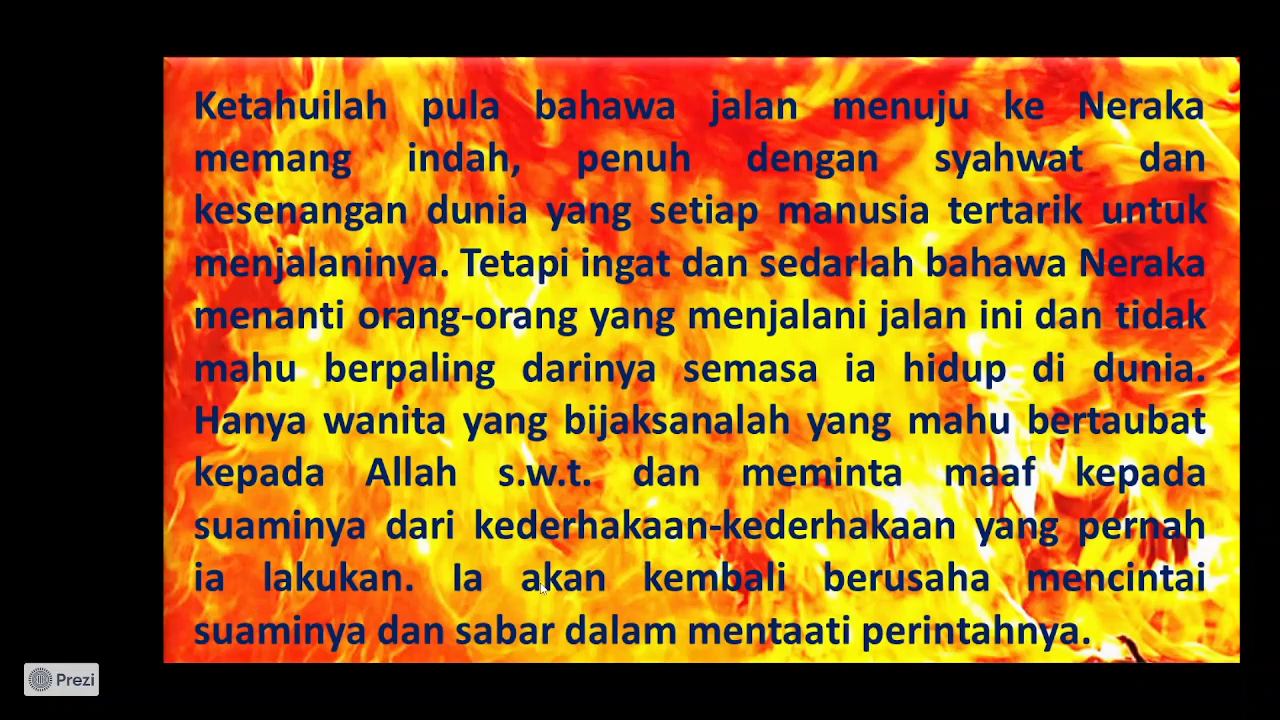 Ketahuilah pula bahawa jalan menuju ke Neraka
memang indah, penuh dengan syahwat dan
kesenangan dunia yang setiap manusia tertarik untuk
menjalaninya. Tetapi ingat dan sedarlah bahawa Neraka
menanti orang-orang yang menjalani jalan ini dan tidak
mahu berpaling darinya semasa ia hidup di dunia.
Hanya wanita yang bijaksanalah yang mahu bertaubat
kepada Allah s.w.t. dan meminta maaf kepada
suaminya dari kederhakaan-kederhakaan yang pernah
ia lakukan. Ia akan kembali berusaha mencintai
suaminya dan sabar dalam mentaati perintahnya.
Prezi